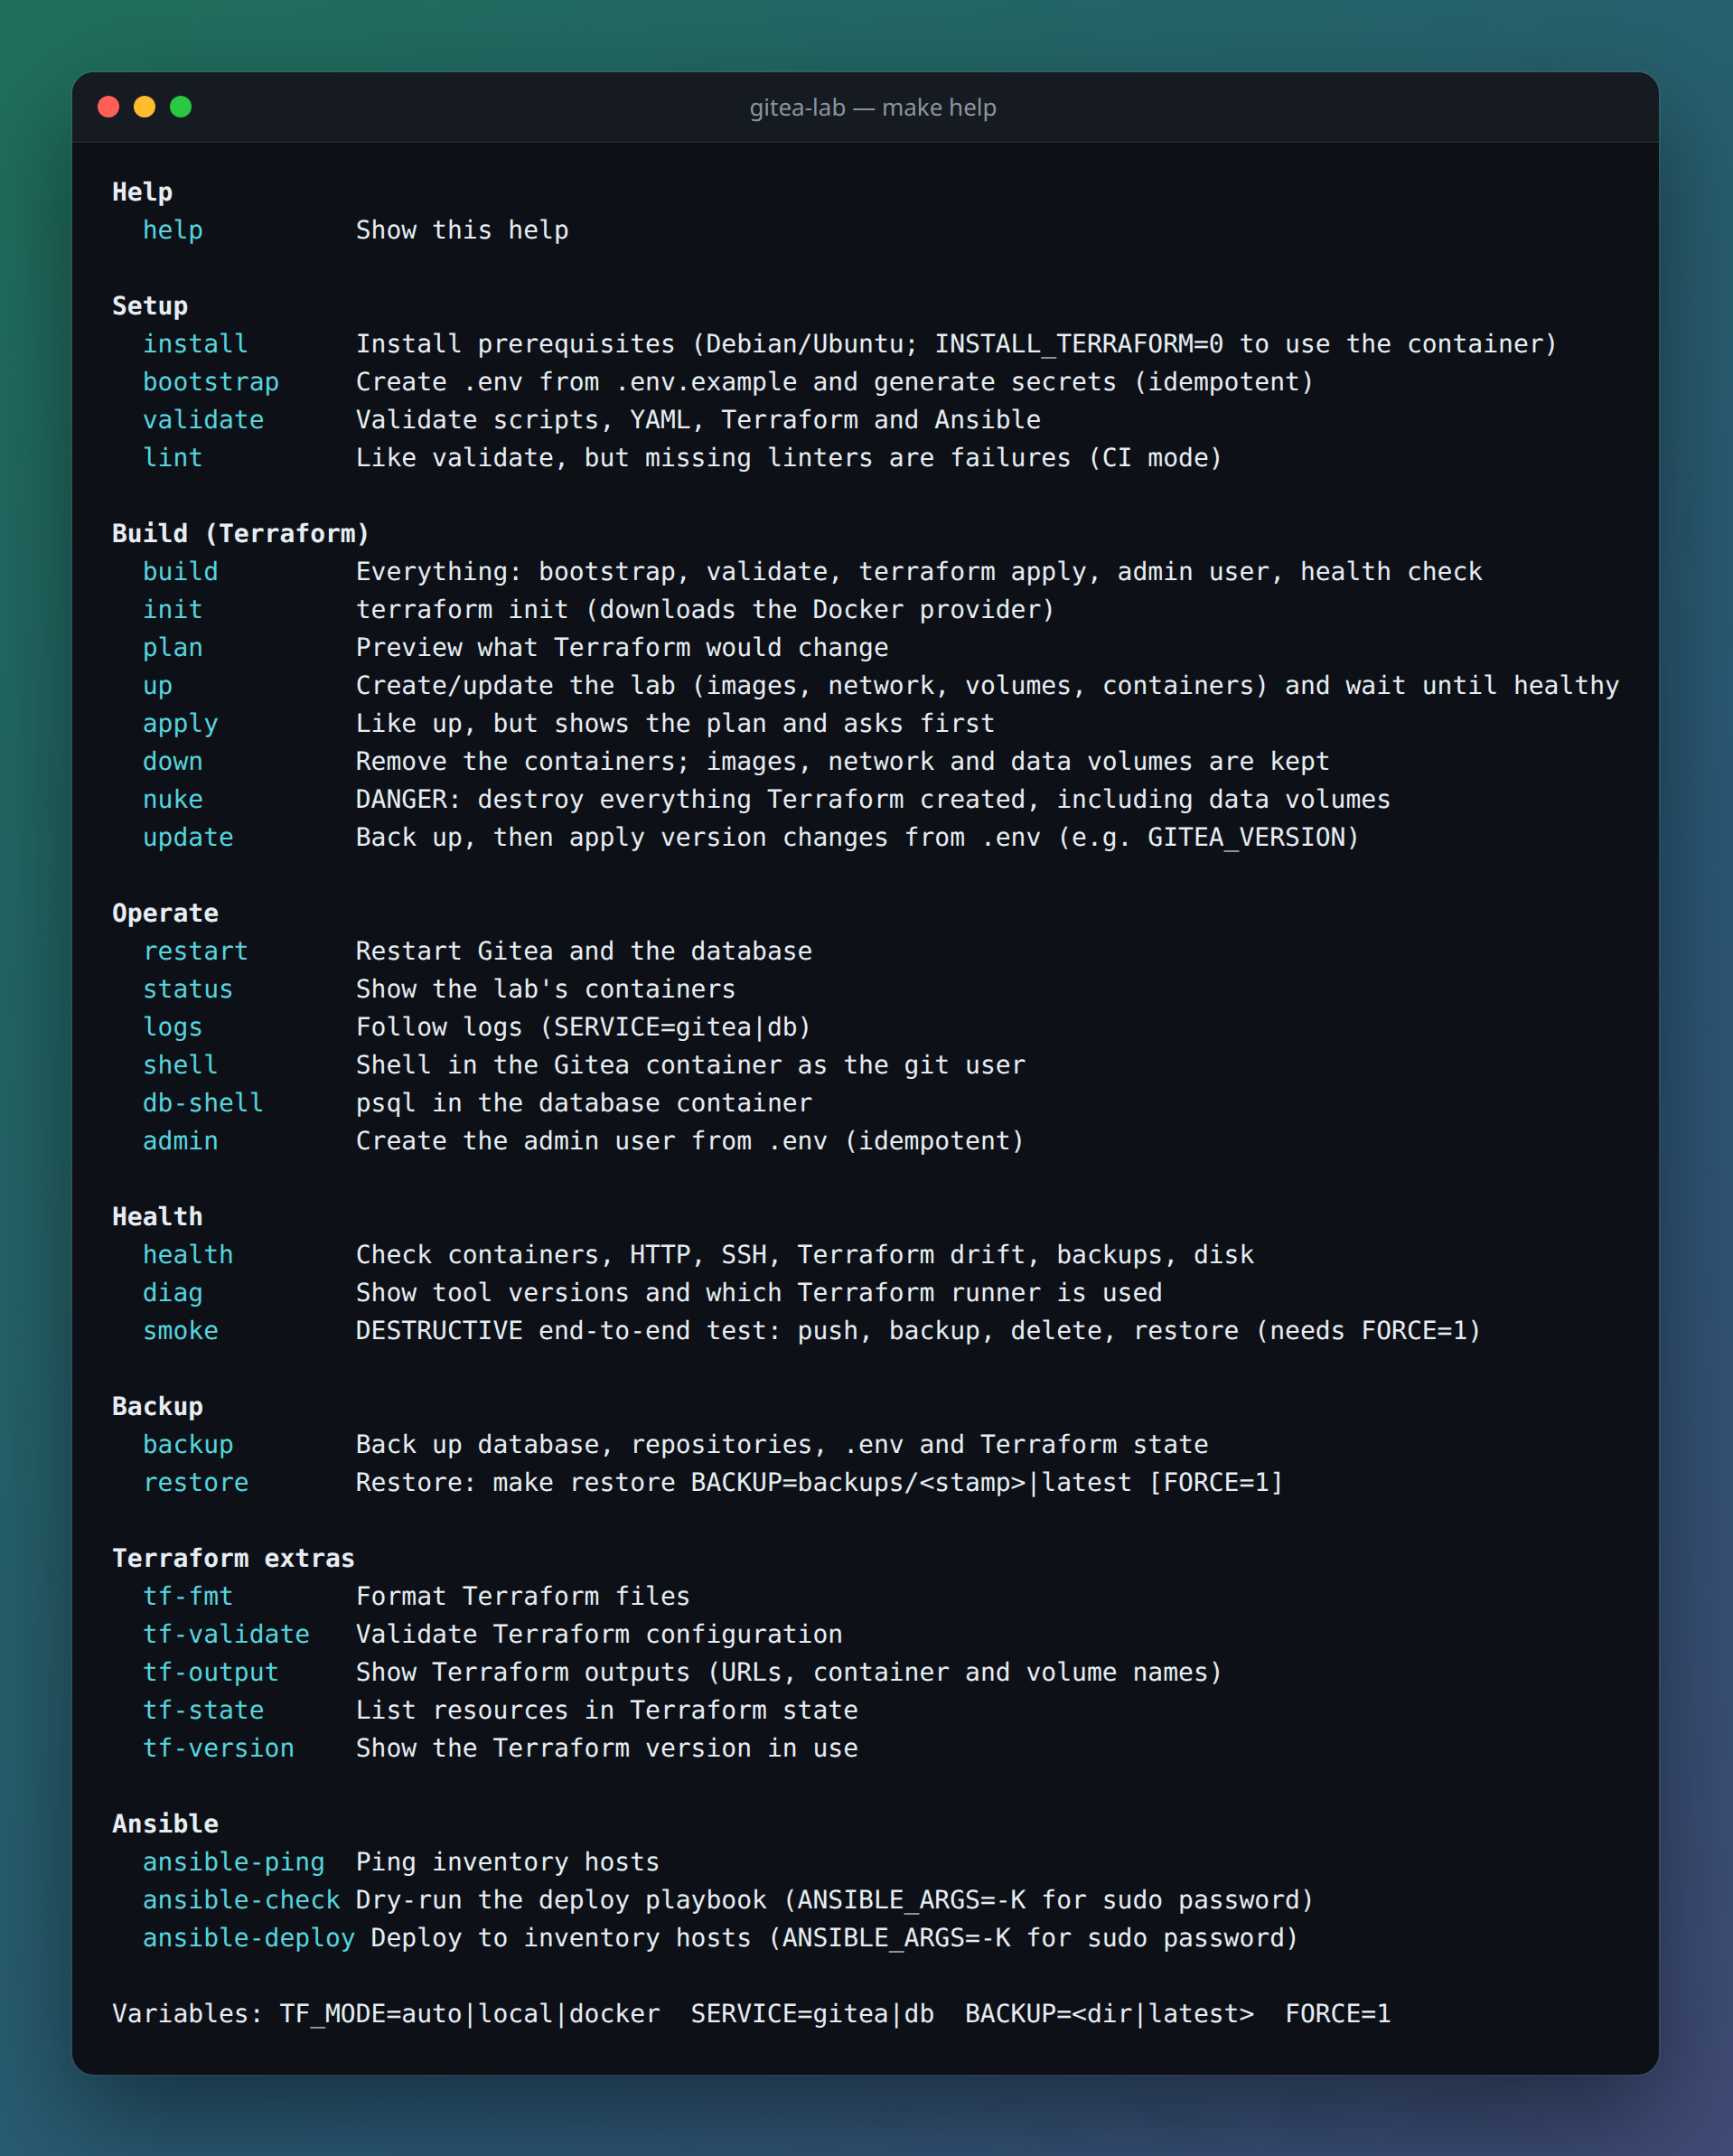 gitea-lab — make help
Help
  help          Show this help
Setup
  install       Install prerequisites (Debian/Ubuntu; INSTALL_TERRAFORM=0 to use the container)
  bootstrap     Create .env from .env.example and generate secrets (idempotent)
  validate      Validate scripts, YAML, Terraform and Ansible
  lint          Like validate, but missing linters are failures (CI mode)
Build (Terraform)
  build         Everything: bootstrap, validate, terraform apply, admin user, health check
  init          terraform init (downloads the Docker provider)
  plan          Preview what Terraform would change
  up            Create/update the lab (images, network, volumes, containers) and wait until healthy
  apply         Like up, but shows the plan and asks first
  down          Remove the containers; images, network and data volumes are kept
  nuke          DANGER: destroy everything Terraform created, including data volumes
  update        Back up, then apply version changes from .env (e.g. GITEA_VERSION)
Operate
  restart       Restart Gitea and the database
  status        Show the lab's containers
  logs          Follow logs (SERVICE=gitea|db)
  shell         Shell in the Gitea container as the git user
  db-shell      psql in the database container
  admin         Create the admin user from .env (idempotent)
Health
  health        Check containers, HTTP, SSH, Terraform drift, backups, disk
  diag          Show tool versions and which Terraform runner is used
  smoke         DESTRUCTIVE end-to-end test: push, backup, delete, restore (needs FORCE=1)
Backup
  backup        Back up database, repositories, .env and Terraform state
  restore       Restore: make restore BACKUP=backups/<stamp>|latest [FORCE=1]
Terraform extras
  tf-fmt        Format Terraform files
  tf-validate   Validate Terraform configuration
  tf-output     Show Terraform outputs (URLs, container and volume names)
  tf-state      List resources in Terraform state
  tf-version    Show the Terraform version in use
Ansible
  ansible-ping  Ping inventory hosts
  ansible-check Dry-run the deploy playbook (ANSIBLE_ARGS=-K for sudo password)
  ansible-deploy Deploy to inventory hosts (ANSIBLE_ARGS=-K for sudo password)
Variables: TF_MODE=auto|local|docker  SERVICE=gitea|db  BACKUP=<dir|latest>  FORCE=1